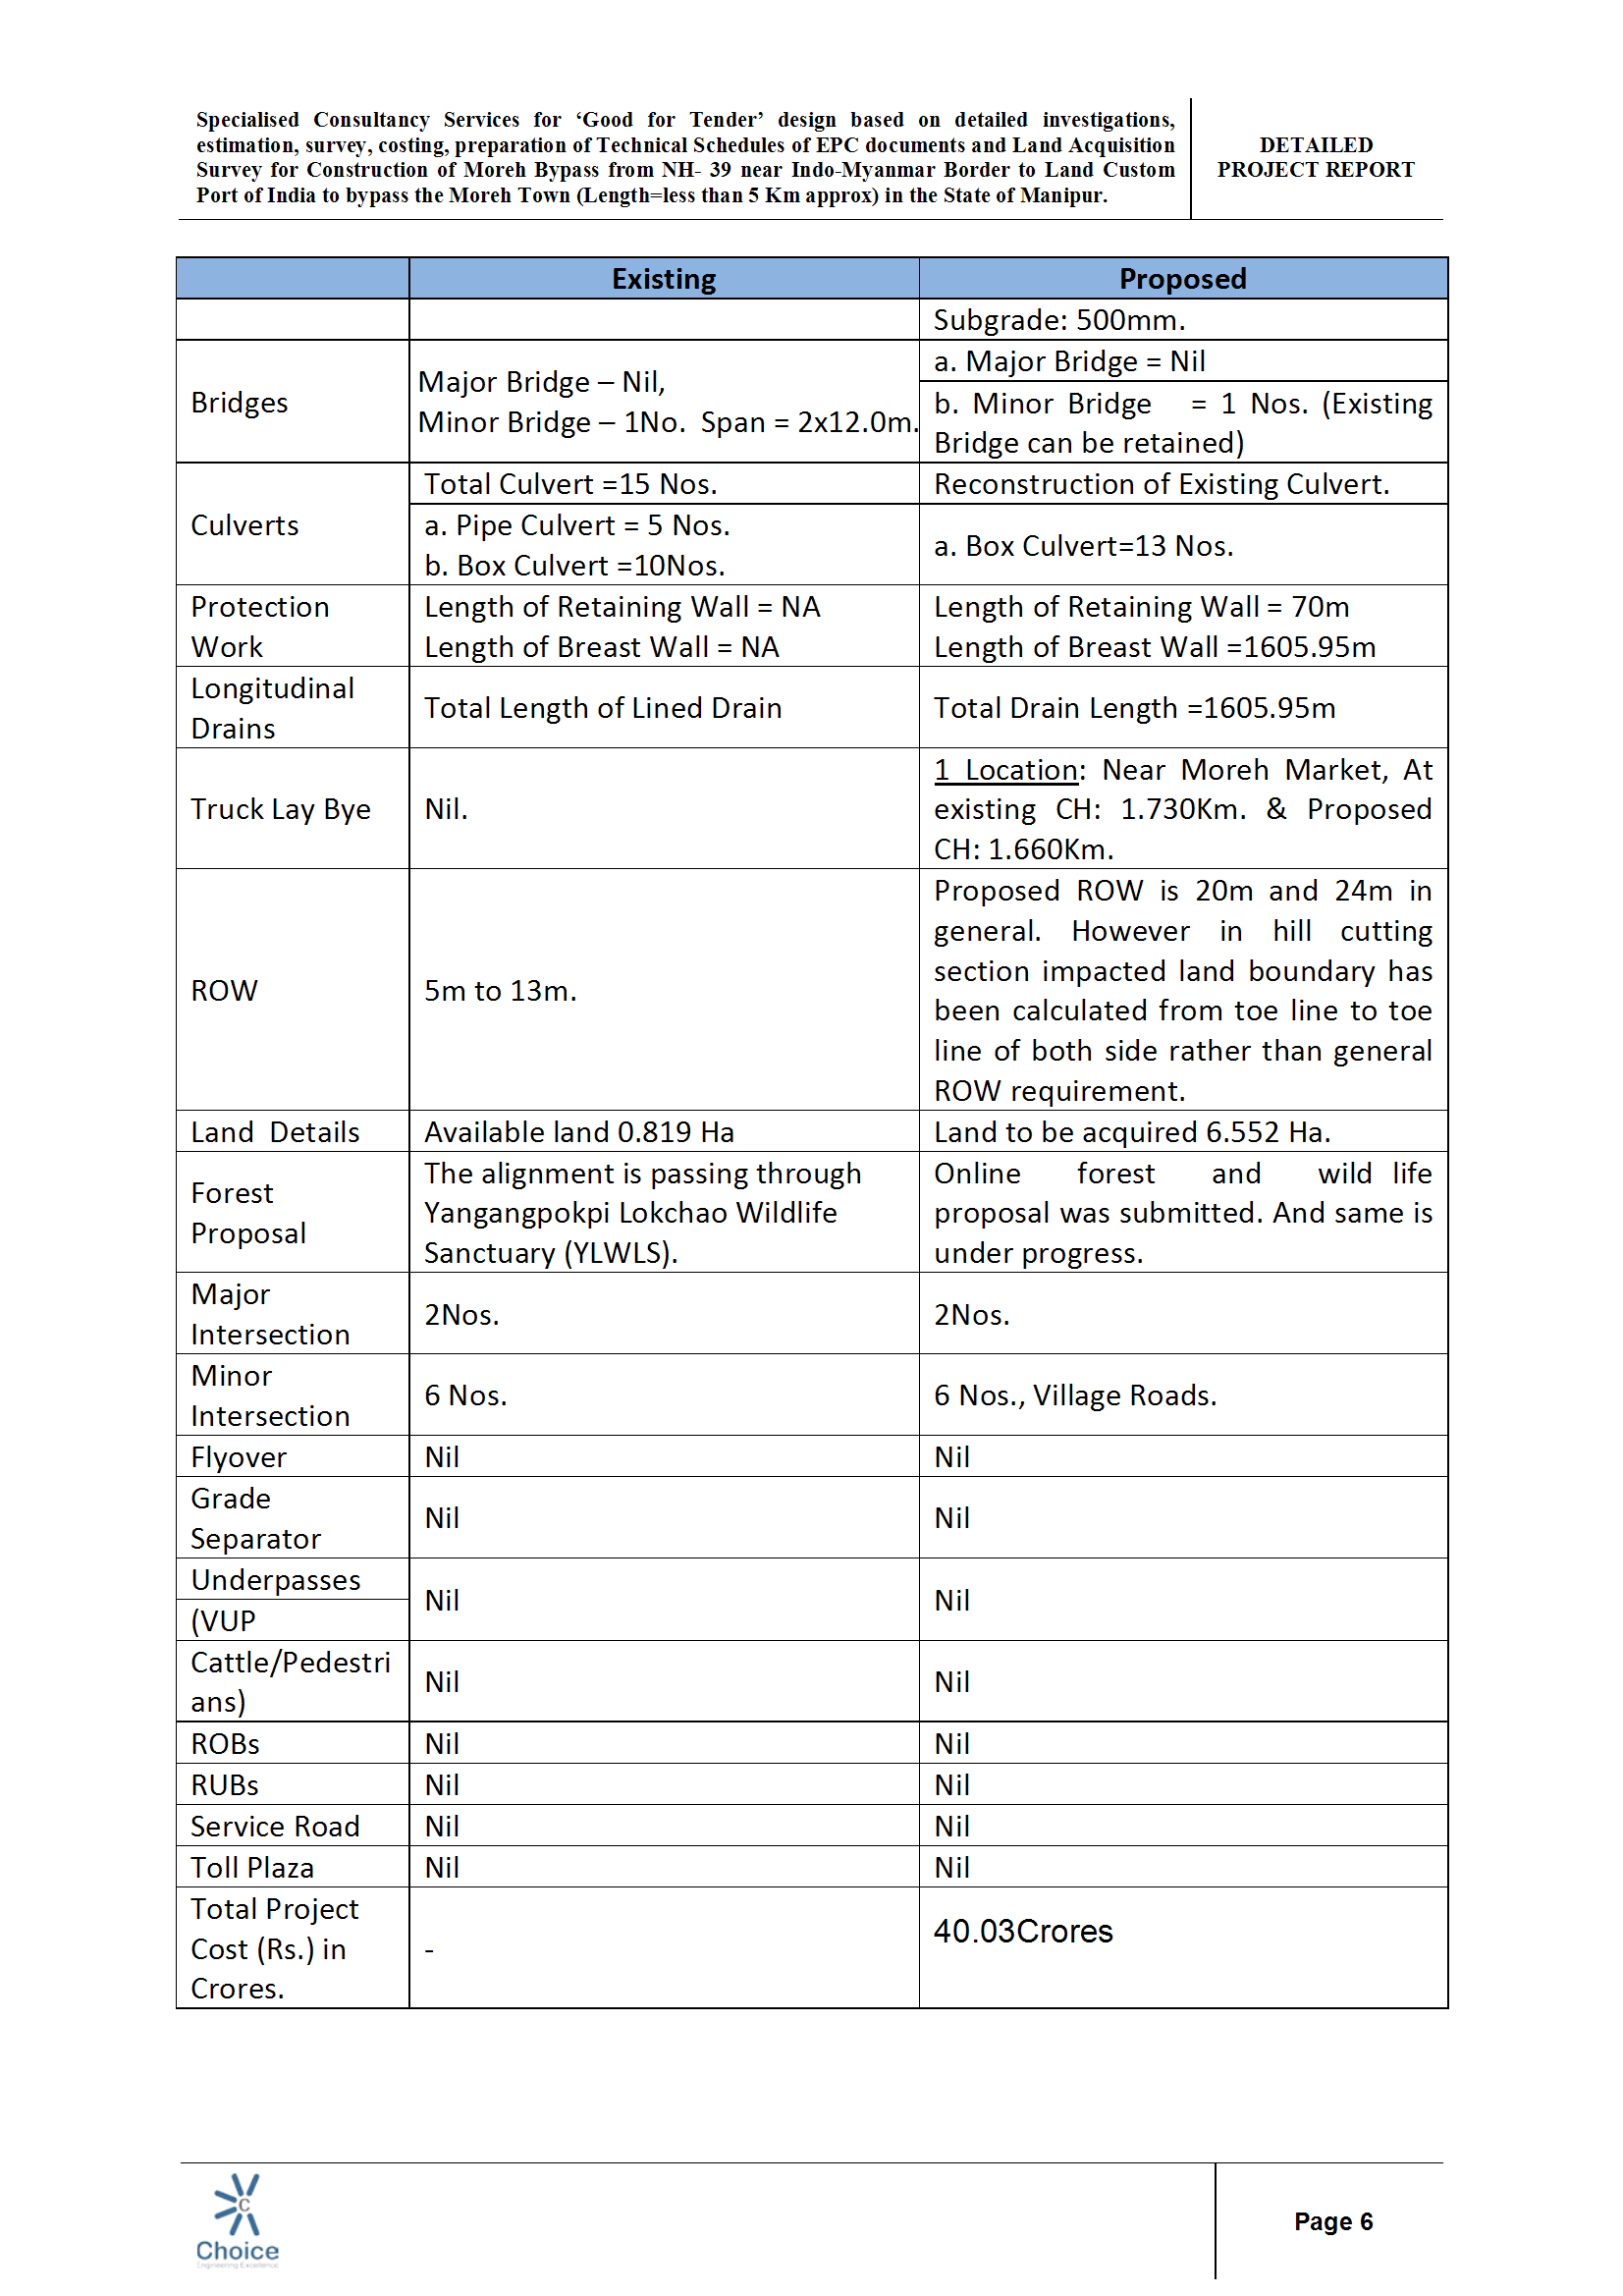 Specialised Consultancy Services for ‘Good for Tender’ design based on detailed investigations,
estimation, survey, costing, preparation of Technical Schedules of EPC documents and Land Acquisition
Survey for Construction of Moreh Bypass from NH- 39 near Indo-Myanmar Border to Land Custom
Port of India to bypass the Moreh Town (Length=less than 5 Km approx) in the State of Manipur.
DETAILED
PROJECT REPORT
Existing
Proposed
Subgrade: 500mm.
Bridges
Major Bridge – Nil,
Minor Bridge – 1No. Span = 2x12.0m.
a. Major Bridge = Nil
b. Minor Bridge = 1 Nos. (Existing
Bridge can be retained)
Culverts
Total Culvert =15 Nos.
Reconstruction of Existing Culvert.
a. Pipe Culvert = 5 Nos.
b. Box Culvert =10Nos.
a. Box Culvert=13 Nos.
Protection
Work
Length of Retaining Wall = NA
Length of Breast Wall = NA
Length of Retaining Wall = 70m
Length of Breast Wall =1605.95m
Longitudinal
Drains
Total Length of Lined Drain
Total Drain Length =1605.95m
Truck Lay Bye
Nil.
1 Location: Near Moreh Market, At
existing CH: 1.730Km. & Proposed
CH: 1.660Km.
ROW
5m to 13m.
Proposed ROW is 20m and 24m in
general. However in hill cutting
section impacted land boundary has
been calculated from toe line to toe
line of both side rather than general
ROW requirement.
Land Details
Available land 0.819 Ha
Land to be acquired 6.552 Ha.
Forest
Proposal
The alignment is passing through
Yangangpokpi Lokchao Wildlife
Sanctuary (YLWLS).
Online forest and wild life
proposal was submitted. And same is
under progress.
Major
Intersection
2Nos.
2Nos.
Minor
Intersection
6 Nos.
6 Nos., Village Roads.
Flyover
Nil
Nil
Grade
Separator
Nil
Nil
Underpasses
(VUP
Nil
Nil
Cattle/Pedestri
ans)
Nil
Nil
ROBs
Nil
Nil
RUBs
Nil
Nil
Service Road
Nil
Nil
Toll Plaza
Nil
Nil
Total Project
Cost (Rs.) in
Crores.
-
40.03Crores
C
Choice
Engineering Excellence
Page 6